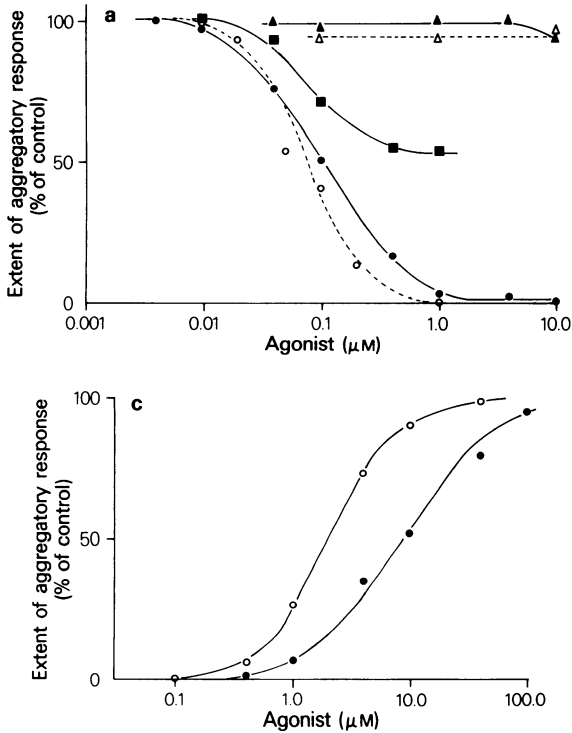 a
Extent of aggregatory response
(% of control)
100
50
0
0.001 0.01 0.1 1.0 10.0
Agonist (µM)
c
Extent of aggregatory response
(% of control)
100
50
0
0.1 1.0 10.0 100.0
Agonist (µM)